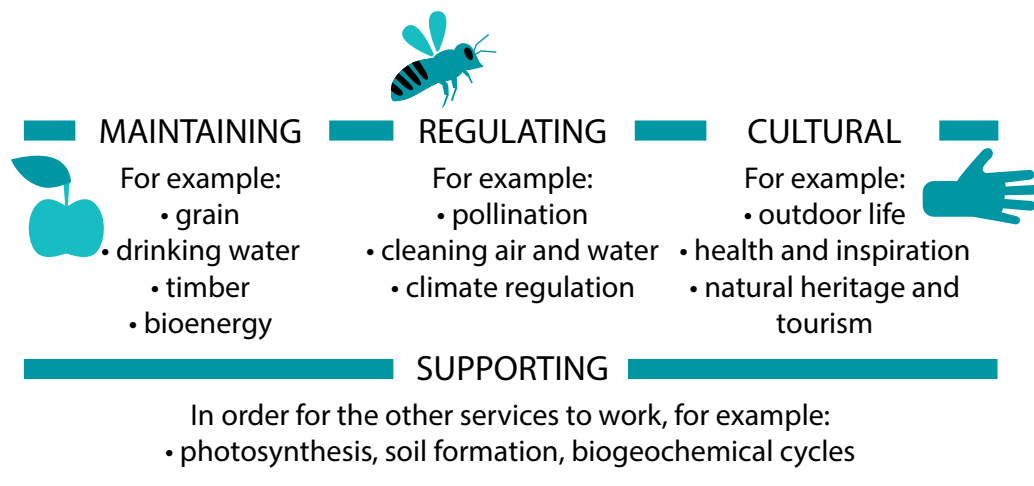 MAINTAINING
For example:
• grain
• drinking water
• timber
• bioenergy
REGULATING
For example:
• pollination
• cleaning air and water
• climate regulation
CULTURAL
For example:
• outdoor life
• health and inspiration
• natural heritage and
tourism
SUPPORTING
In order for the other services to work, for example:
• photosynthesis, soil formation, biogeochemical cycles